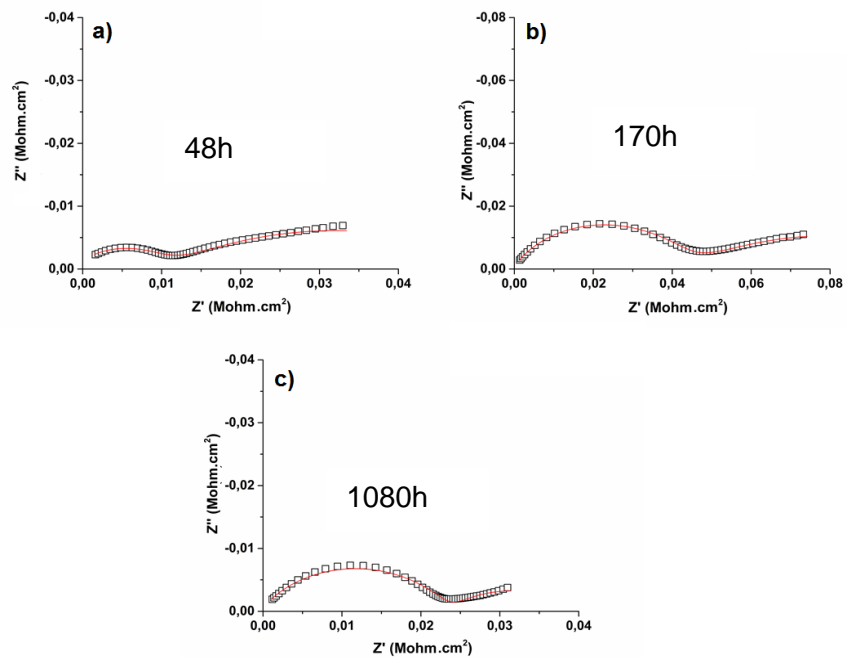 a)
-0,04
-0,03
-0,02
-0,01
0,00
Z'' (Mohm.cm²)
48h
0,00 0,01 0,02 0,03 0,04
Z' (Mohm.cm²)
b)
-0,08
-0,06
-0,04
-0,02
0,00
Z'' (Mohm.cm²)
170h
0,00 0,02 0,04 0,06 0,08
Z' (Mohm.cm²)
c)
-0,04
-0,03
-0,02
-0,01
0,00
Z'' (Mohm.cm²)
1080h
0,00 0,01 0,02 0,03 0,04
Z' (Mohm.cm²)